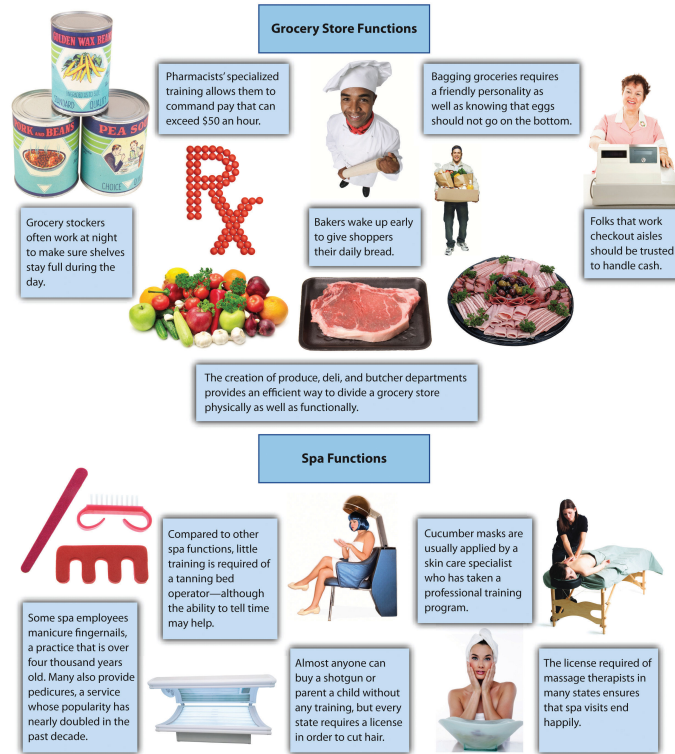 Grocery Store Functions
GOLDEN WAX BEANS
STANDARD QUALITY
PORK AND BEANS
PEA SOUP
CHOICE
Pharmacists' specialized
training allows them to
command pay that can
exceed $50 an hour.
Bagging groceries requires
a friendly personality as
well as knowing that eggs
should not go on the bottom.
Rx
Grocery stockers
often work at night
to make sure shelves
stay full during the
day.
Bakers wake up early
to give shoppers
their daily bread.
Folks that work
checkout aisles
should be trusted
to handle cash.
The creation of produce, deli, and butcher departments
provides an efficient way to divide a grocery store
physically as well as functionally.
Spa Functions
Compared to other
spa functions, little
training is required of
a tanning bed
operator—although
the ability to tell time
may help.
Cucumber masks are
usually applied by a
skin care specialist
who has taken a
professional training
program.
Some spa employees
manicure fingernails,
a practice that is over
four thousand years
old. Many also provide
pedicures, a service
whose popularity has
nearly doubled in the
past decade.
Almost anyone can
buy a shotgun or
parent a child without
any training, but every
state requires a license
in order to cut hair.
The license required of
massage therapists in
many states ensures
that spa visits end
happily.